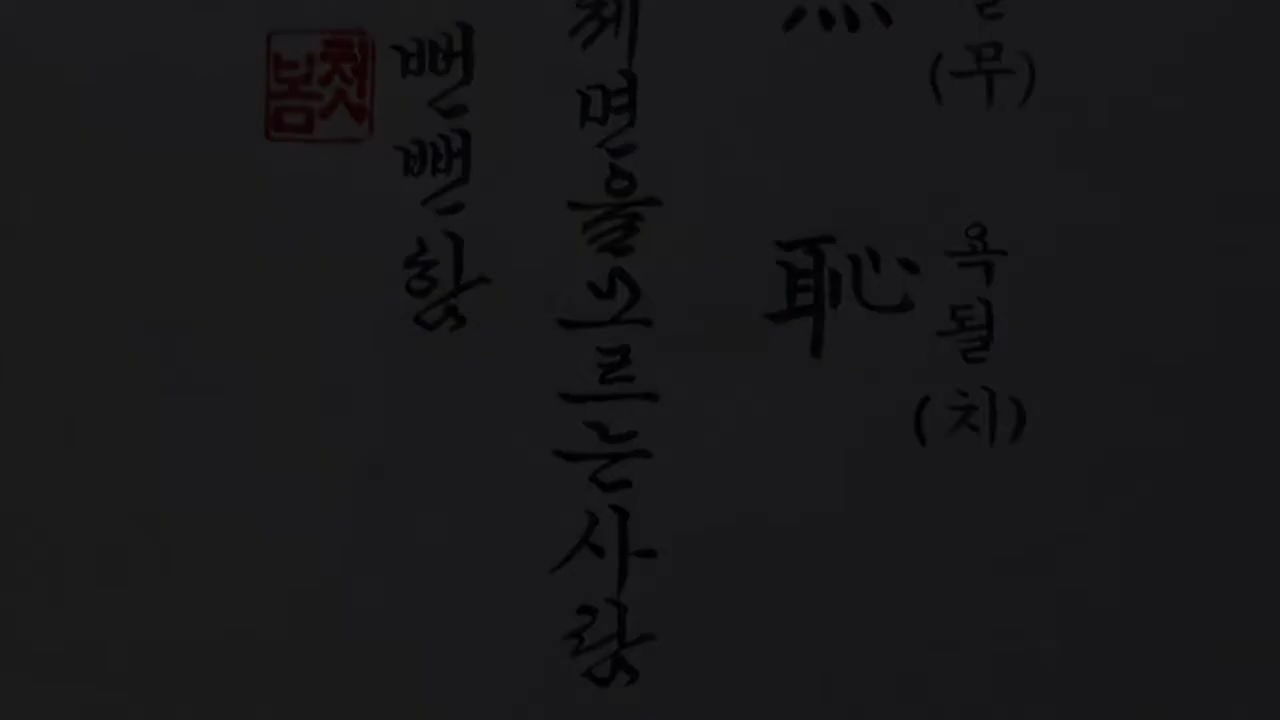 (무)
욕될
(치)
恥
체면을모르는사람
뻔뻔함
첫봄